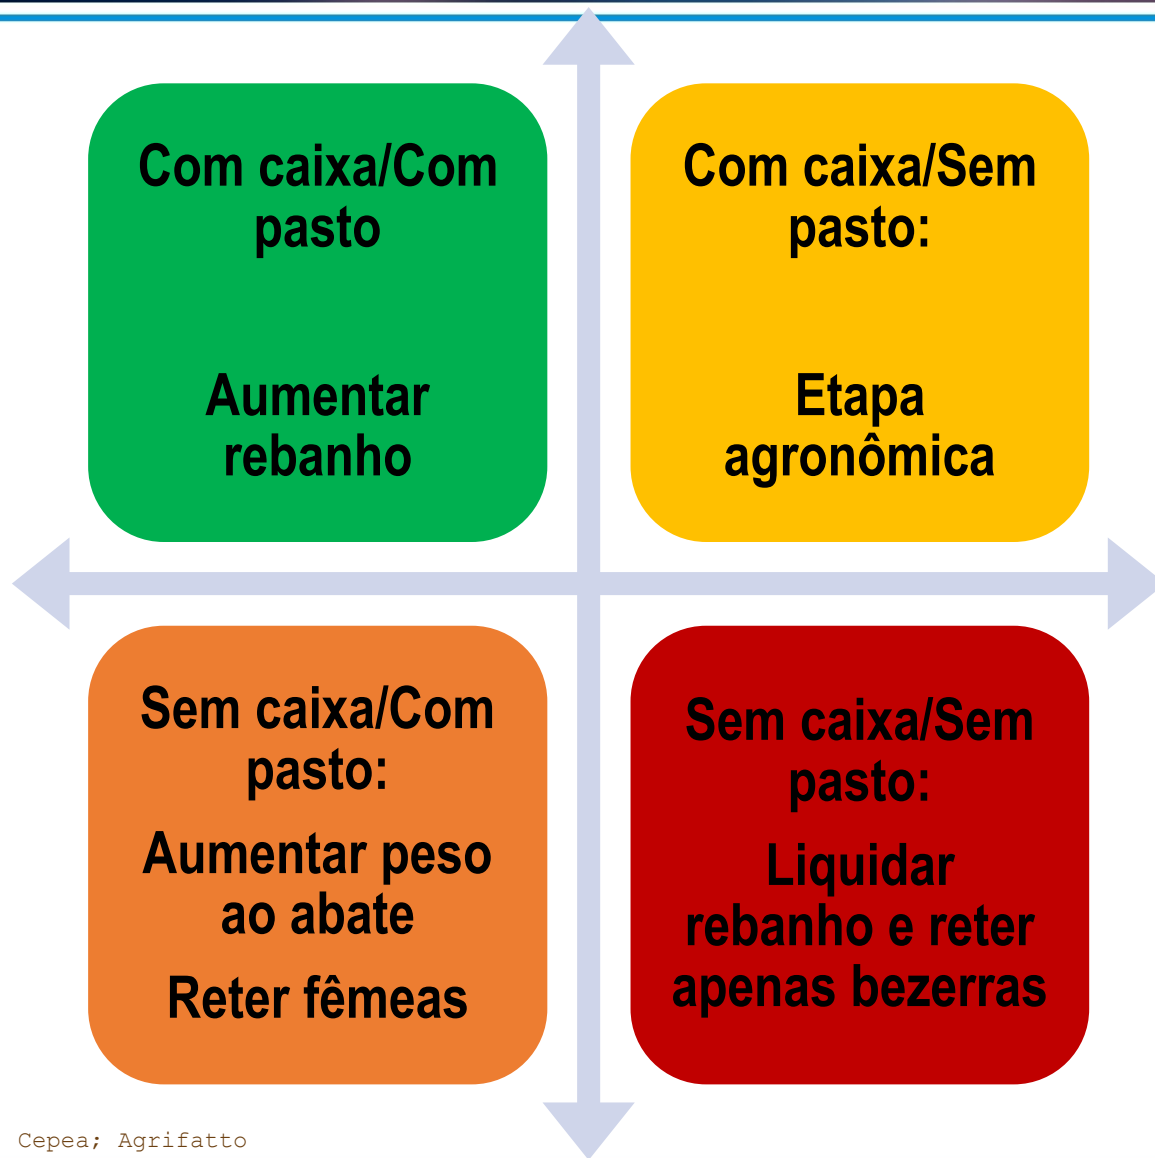 Com caixa/Com
pasto
Aumentar
rebanho
Com caixa/Sem
pasto:
Etapa
agronômica
Sem caixa/Com
pasto:
Aumentar peso
ao abate
Reter fêmeas
Sem caixa/Sem
pasto:
Liquidar
rebanho e reter
apenas bezerras
Cepea; Agrifatto